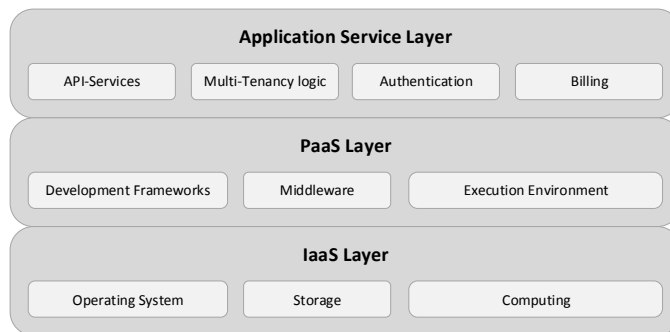 Application Service Layer
API-Services
Multi-Tenancy logic
Authentication
Billing
PaaS Layer
Development Frameworks
Middleware
Execution Environment
IaaS Layer
Operating System
Storage
Computing